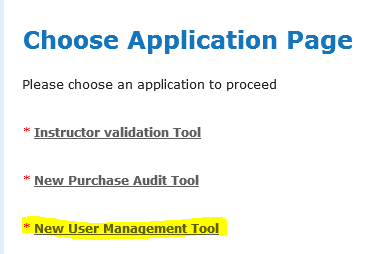 Choose Application Page
Please choose an application to proceed
* Instructor validation Tool
* New Purchase Audit Tool
* New User Management Tool